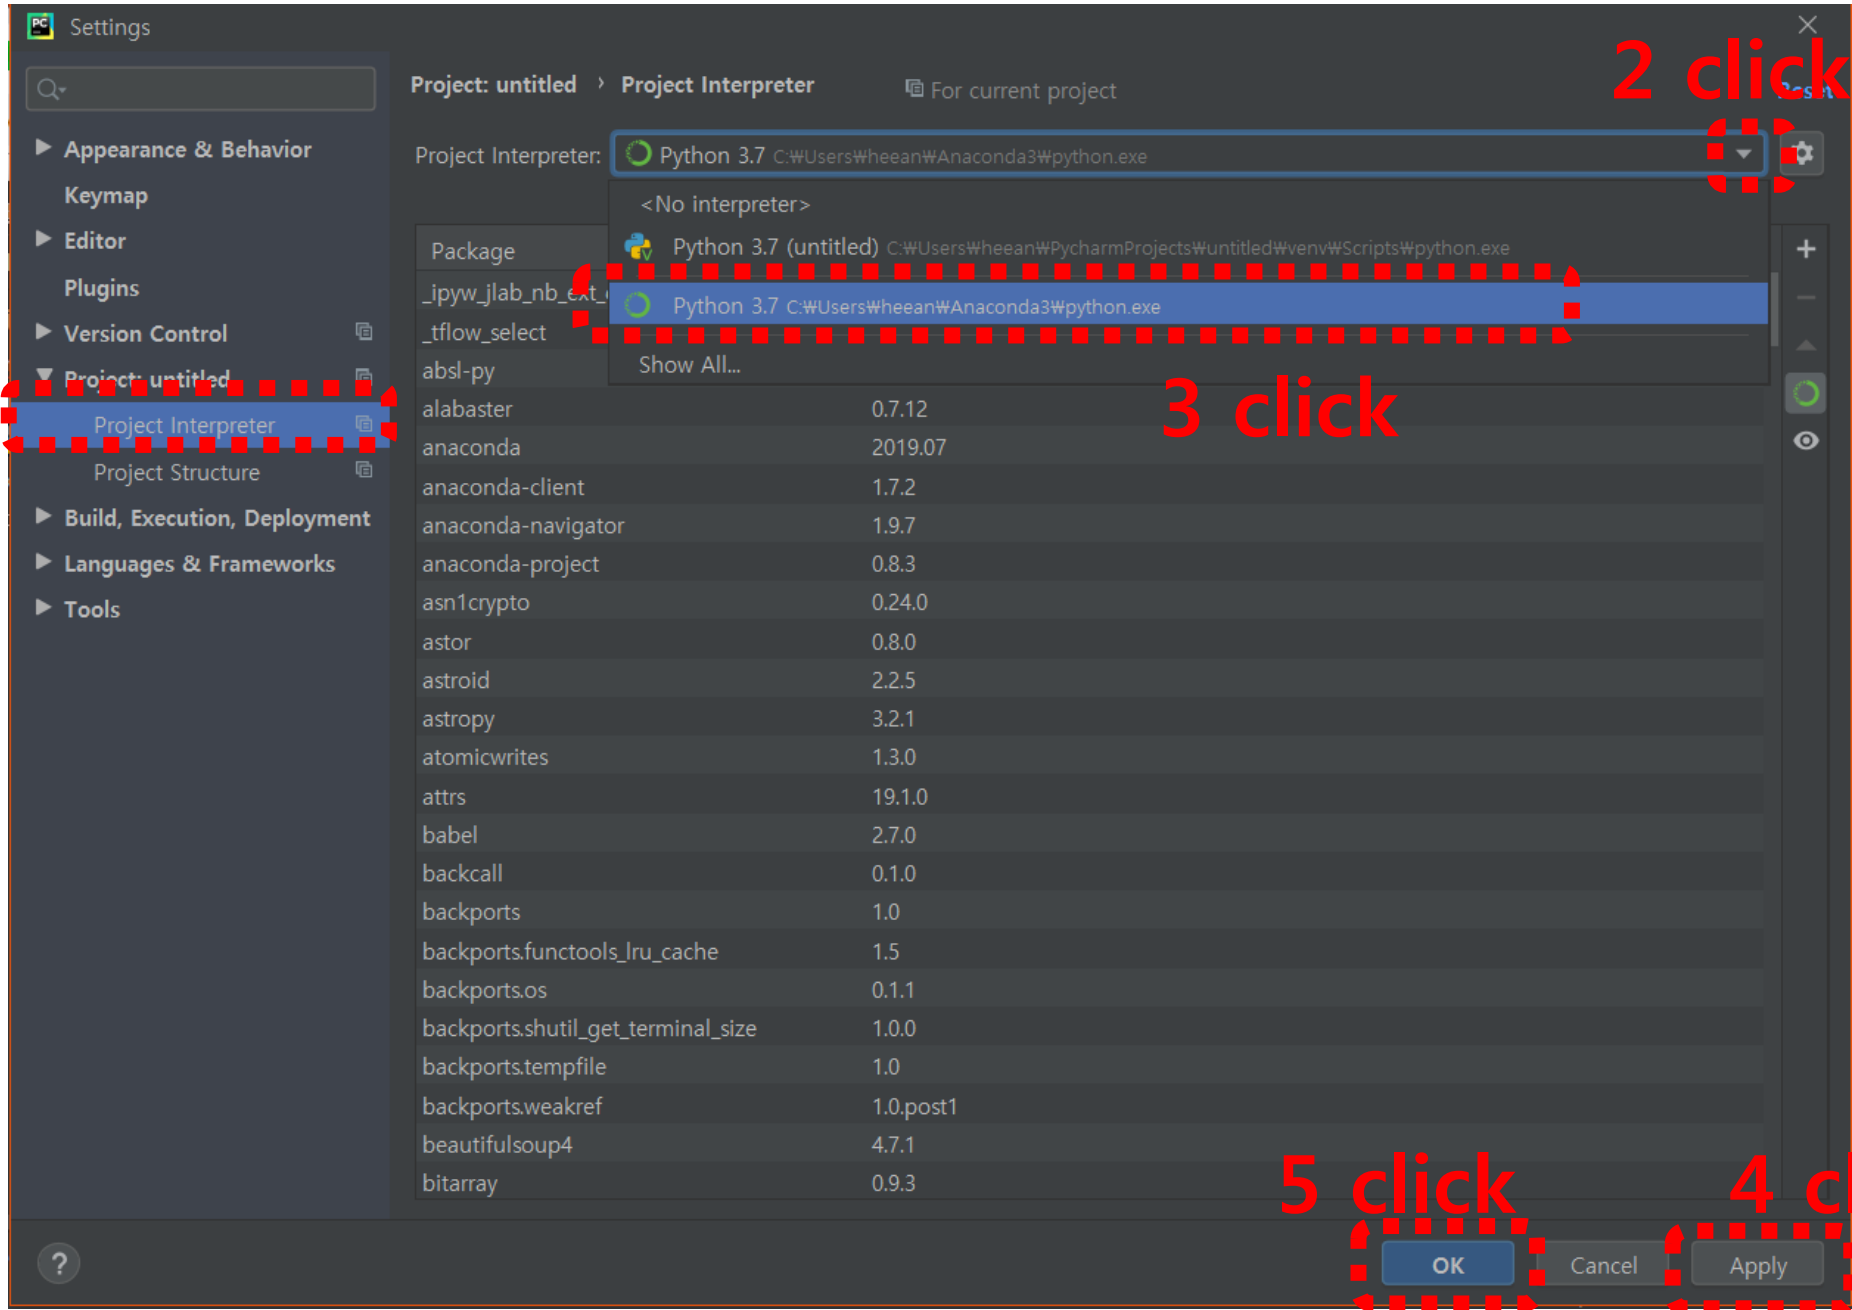 PC Settings
2 click
Project: untitled › Project Interpreter For current project Reset
Appearance & Behavior
Keymap
Editor
Plugins
Version Control
Project: untitled
Project Interpreter
Project Structure
Build, Execution, Deployment
Languages & Frameworks
Tools
Project Interpreter: Python 3.7 C:₩Users₩heean₩Anaconda3₩python.exe
<No interpreter>
Python 3.7 (untitled) C:₩Users₩heean₩PycharmProjects₩untitled₩venv₩Scripts₩python.exe
Python 3.7 C:₩Users₩heean₩Anaconda3₩python.exe
Show All...
3 click
Package
_ipyw_jlab_nb_ext_
_tflow_select
absl-py
alabaster 0.7.12
anaconda 2019.07
anaconda-client 1.7.2
anaconda-navigator 1.9.7
anaconda-project 0.8.3
asn1crypto 0.24.0
astor 0.8.0
astroid 2.2.5
astropy 3.2.1
atomicwrites 1.3.0
attrs 19.1.0
babel 2.7.0
backcall 0.1.0
backports 1.0
backports.functools_lru_cache 1.5
backports.os 0.1.1
backports.shutil_get_terminal_size 1.0.0
backports.tempfile 1.0
backports.weakref 1.0.post1
beautifulsoup4 4.7.1
bitarray 0.9.3
5 click 4 cl
? OK Cancel Apply